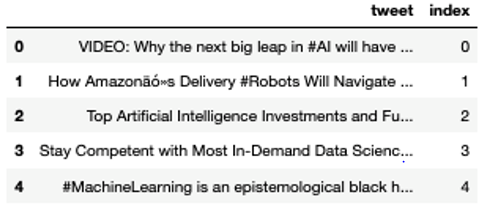 tweet index
0 VIDEO: Why the next big leap in #AI will have ... 0
1 How Amazonäó»s Delivery #Robots Will Navigate ... 1
2 Top Artificial Intelligence Investments and Fu... 2
3 Stay Competent with Most In-Demand Data Scienc... 3
4 #MachineLearning is an epistemological black h... 4